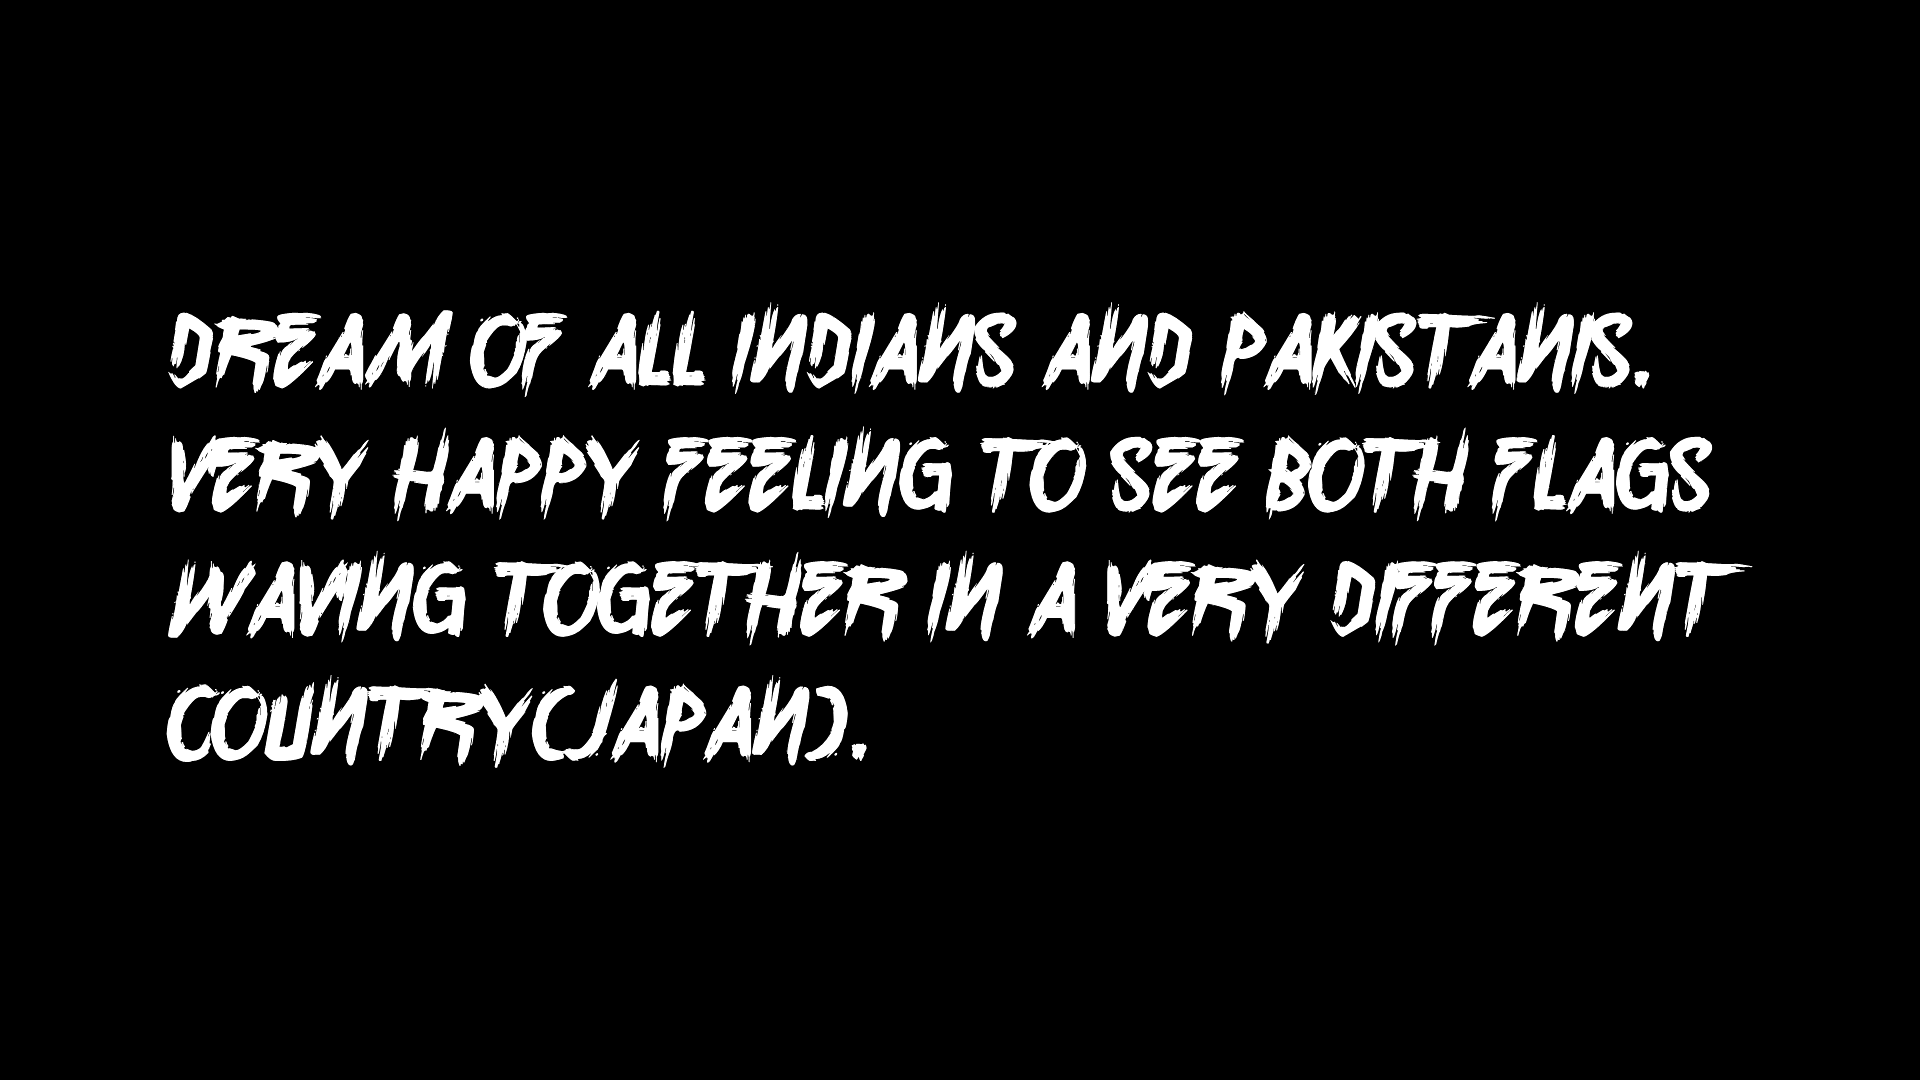 DREAM OF ALL INDIANS AND PAKISTANIS.
VERY HAPPY FEELING TO SEE BOTH FLAGS
WAVING TOGETHER IN A VERY DIFFERENT
COUNTRY(JAPAN).